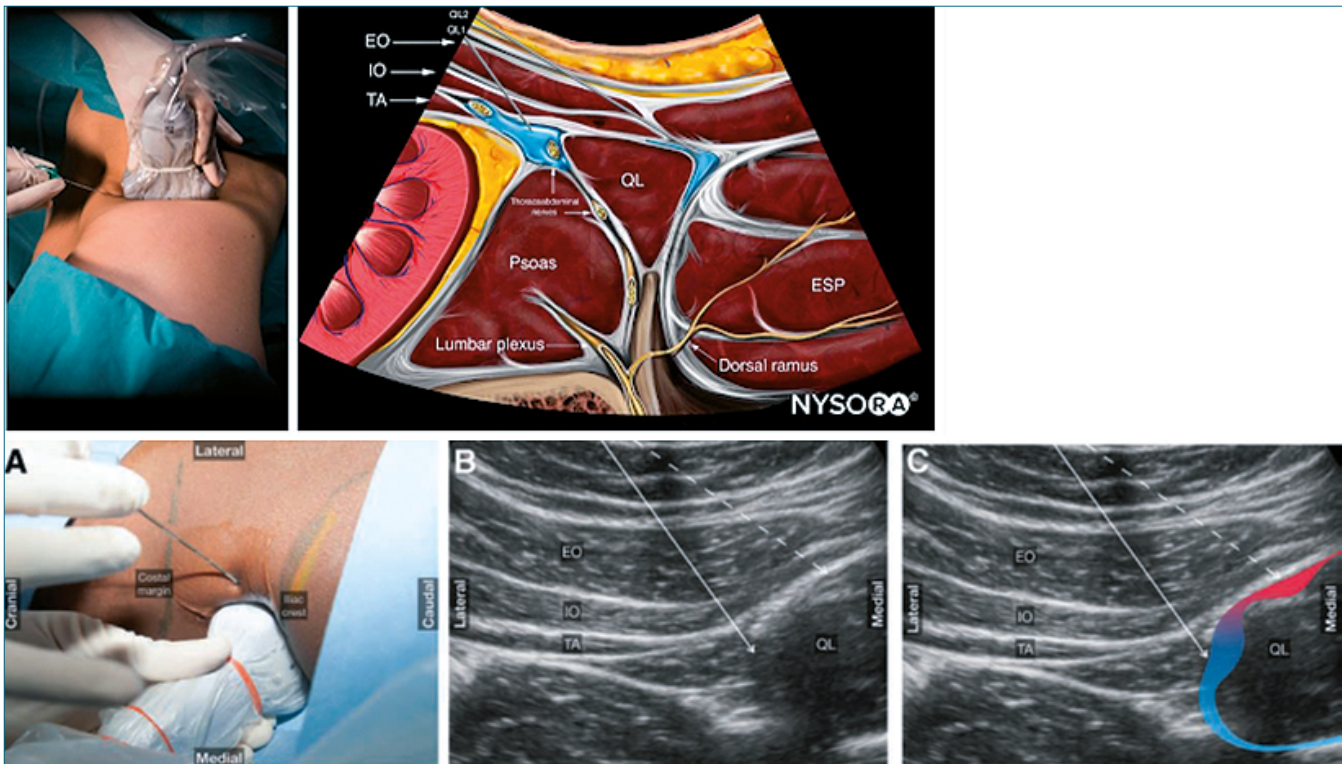 QL2
QL1
EO
IO
TA
QL
Thoracoabdominal
nerves
Psoas
ESP
Lumbar plexus
Dorsal ramus
NYSORA©
A
Lateral
Costal
margin
Iliac
crest
Cranial
Caudal
Medial
B
EO
IO
TA
QL
Lateral
Medial
C
EO
IO
TA
QL
Lateral
Medial